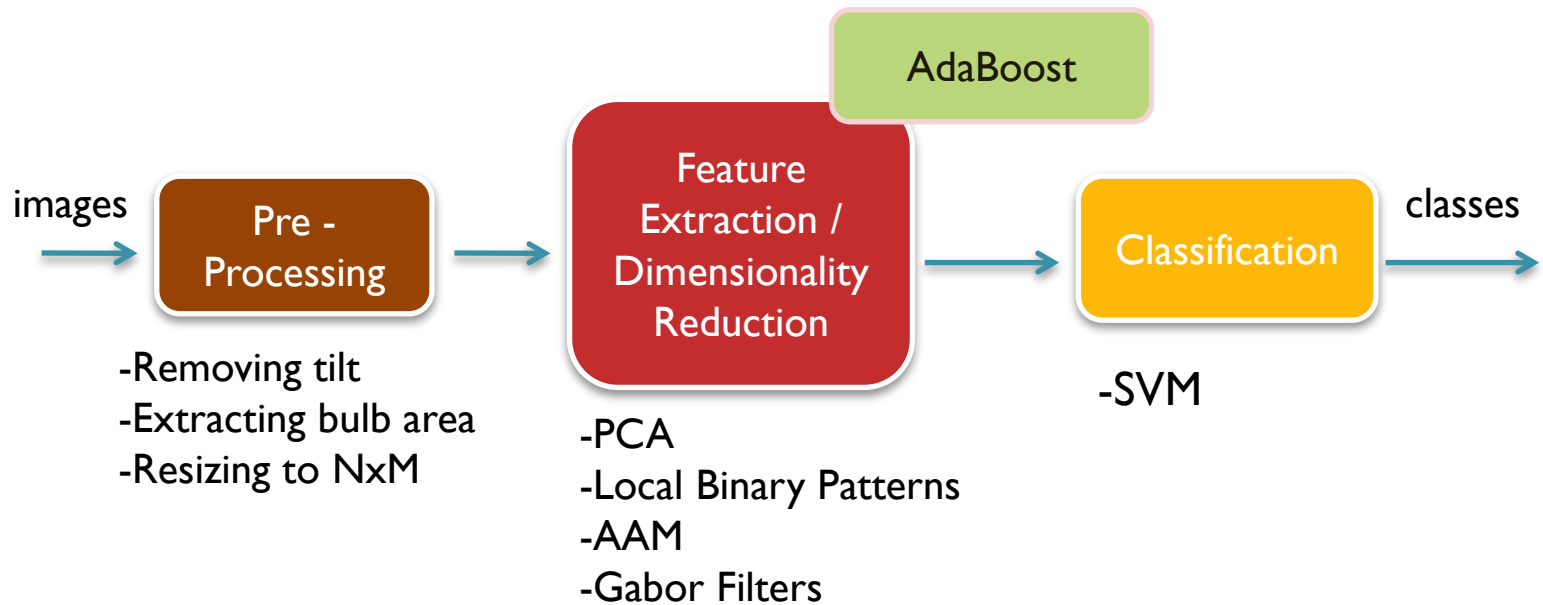 AdaBoost
images
Pre -
Processing
Feature
Extraction /
Dimensionality
Reduction
Classification
classes
-Removing tilt
-Extracting bulb area
-Resizing to NxM
-PCA
-Local Binary Patterns
-AAM
-Gabor Filters
-SVM